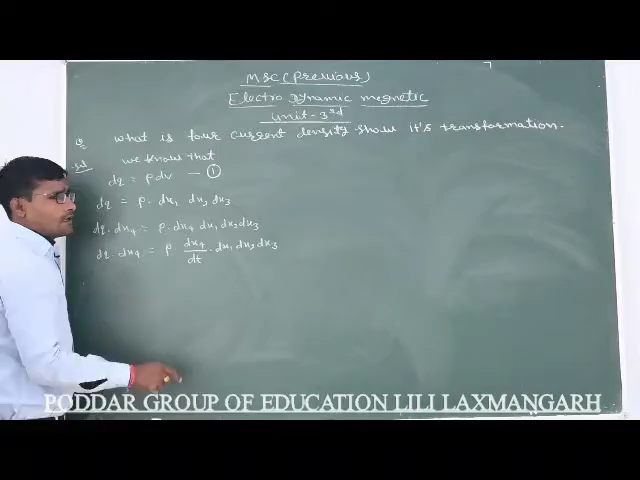 MSC (Previous)
Electro Dynamic magnetic
unit - 3rd
Q. what is four current density. show it's transformation.
Sol we know that
dq = ρdv — ①
dq = ρ. dx₁ dx₂ dx₃
dq. dx₄ = ρ. dx₄ dx₁ dx₂ dx₃
dq. dx₄ = ρ. dx₄/dt . dx₁ dx₂ dx₃
PODDAR GROUP OF EDUCATION LILI LAXMANGARH